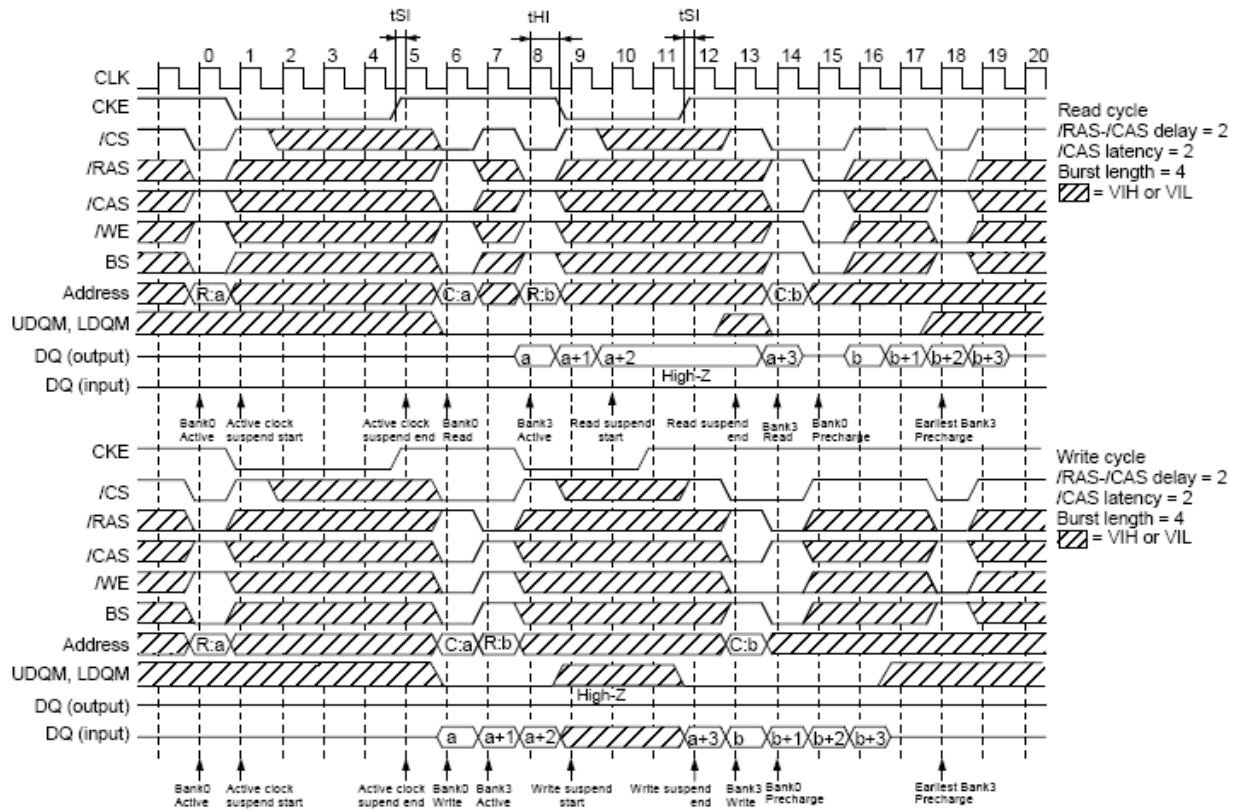 tSI tHI tSI
0 1 2 3 4 5 6 7 8 9 10 11 12 13 14 15 16 17 18 19 20
CLK
CKE
/CS
/RAS
/CAS
/WE
BS
Address R:a C:a R:b C:b
UDQM, LDQM
DQ (output) a a+1 a+2 a+3 b b+1 b+2 b+3
High-Z
DQ (input)
Bank0 Active clock Active clock Bank0 Bank3 Read suspend Read suspend Bank3 Bank0 Earliest Bank3
Active suspend start suspend end Read Active start end Read Precharge Precharge
Read cycle
/RAS-/CAS delay = 2
/CAS latency = 2
Burst length = 4
= VIH or VIL
CKE
/CS
/RAS
/CAS
/WE
BS
Address R:a C:a R:b C:b
UDQM, LDQM
High-Z
DQ (output)
DQ (input) a a+1 a+2 a+3 b b+1 b+2 b+3
Bank0 Active clock Active clock Bank0 Bank3 Write suspend Write suspend Bank3 Bank0 Earliest Bank3
Active suspend start supend end Write Active start end Write Precharge Precharge
Write cycle
/RAS-/CAS delay = 2
/CAS latency = 2
Burst length = 4
= VIH or VIL